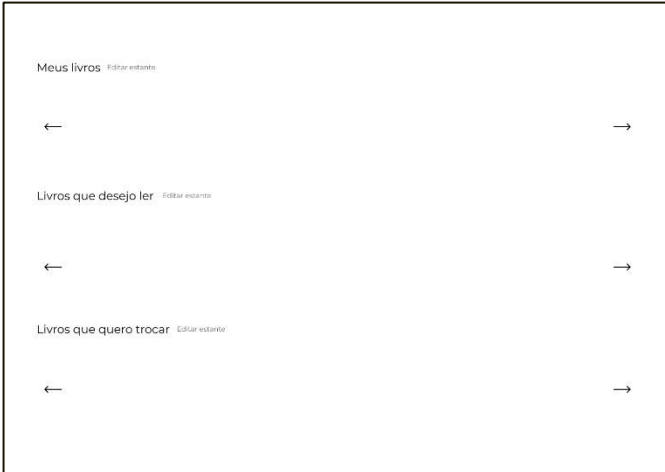 Meus livros Editar estante
Livros que desejo ler Editar estante
Livros que quero trocar Editar estante